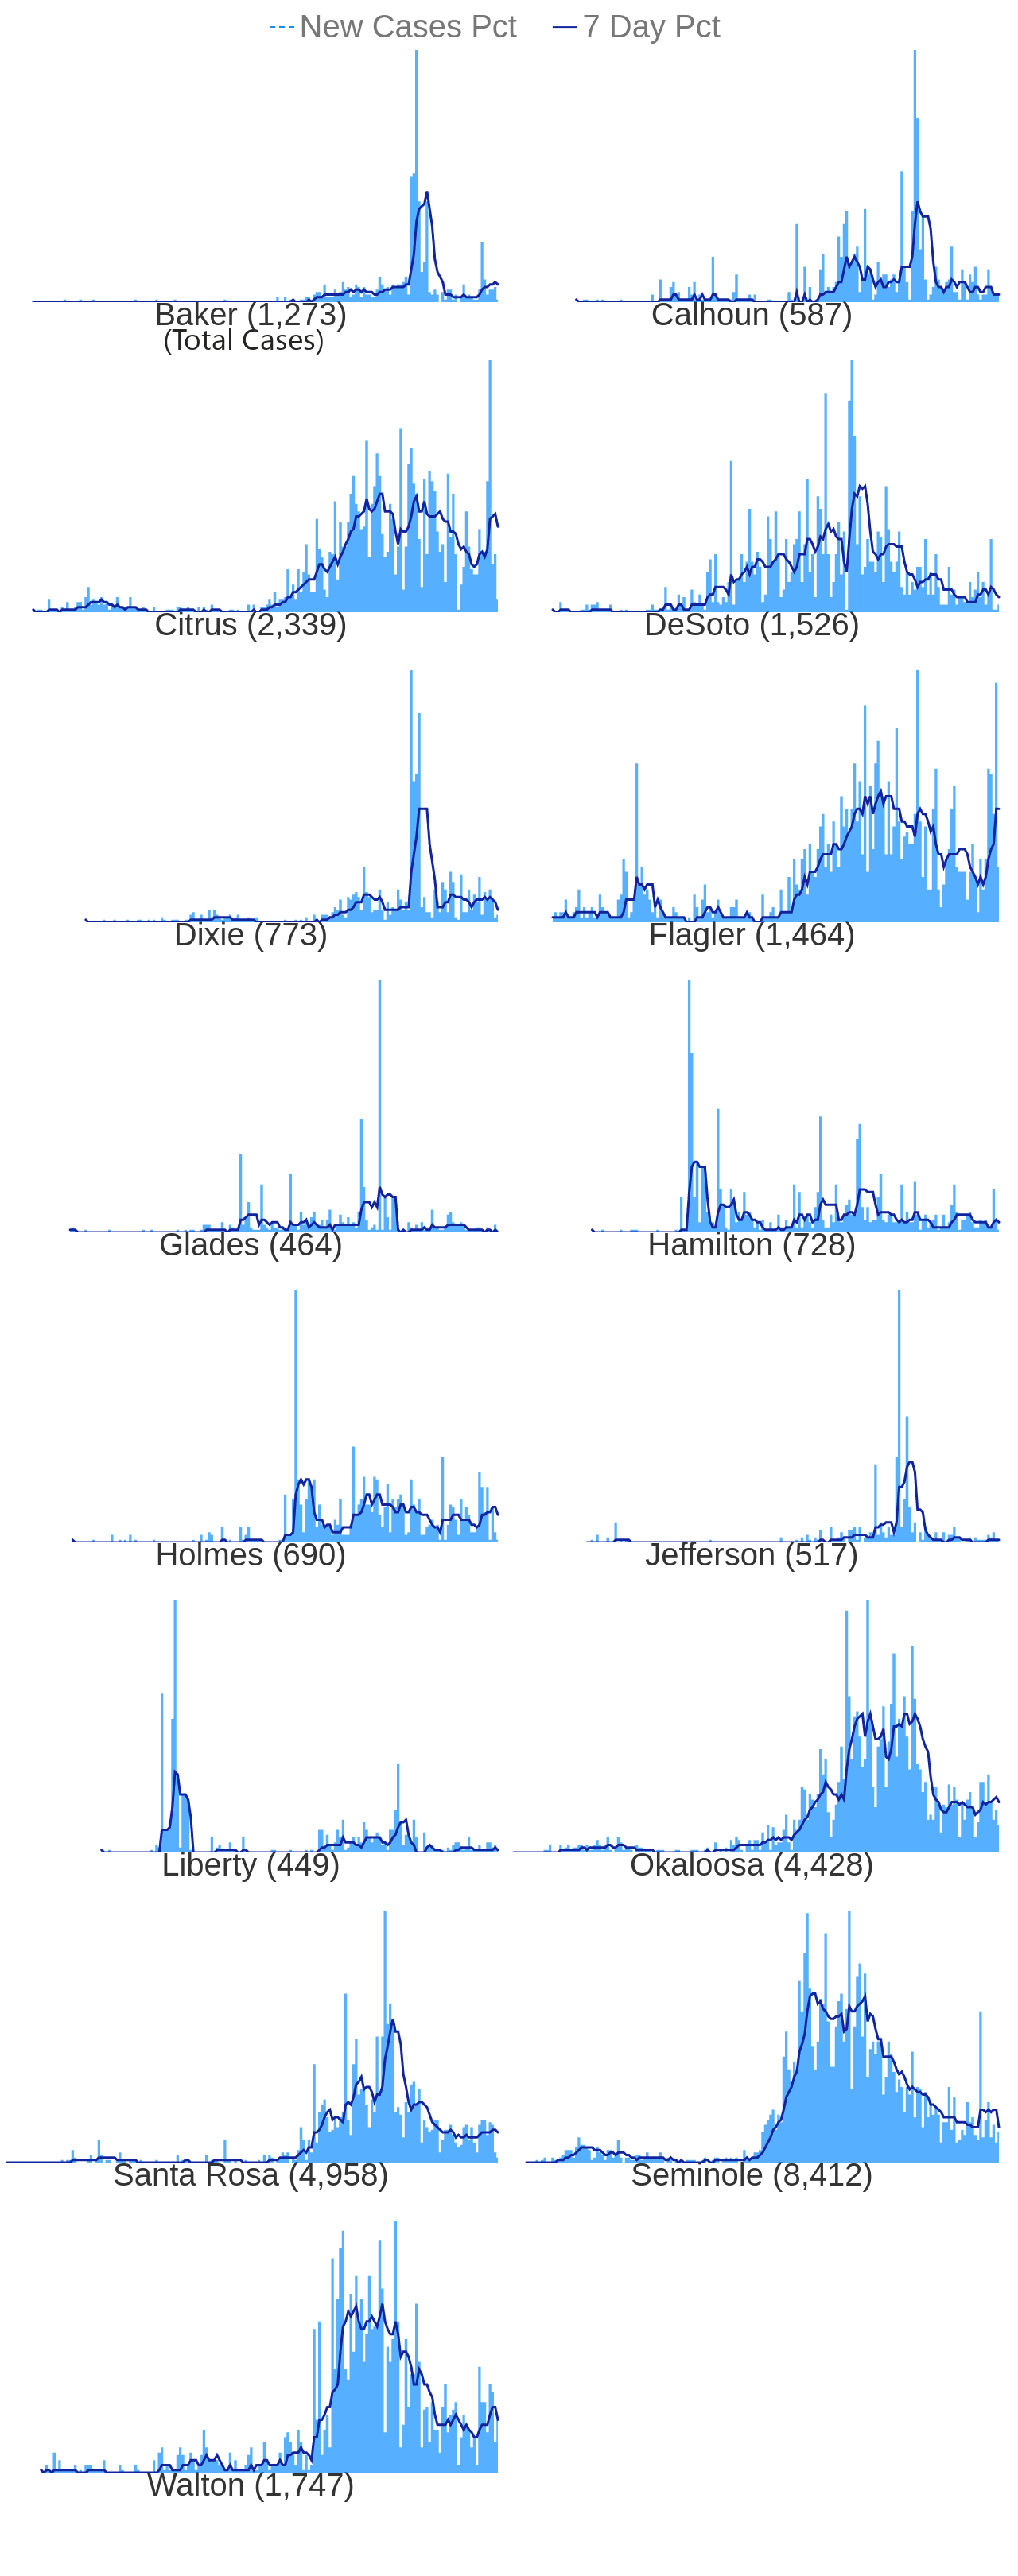 New Cases Pct 7 Day Pct
Baker (1,273) Calhoun (587)
(Total Cases)
Citrus (2,339) DeSoto (1,526)
Dixie (773) Flagler (1,464)
Glades (464) Hamilton (728)
Holmes (690) Jefferson (517)
Liberty (449) Okaloosa (4,428)
Santa Rosa (4,958) Seminole (8,412)
Walton (1,747)